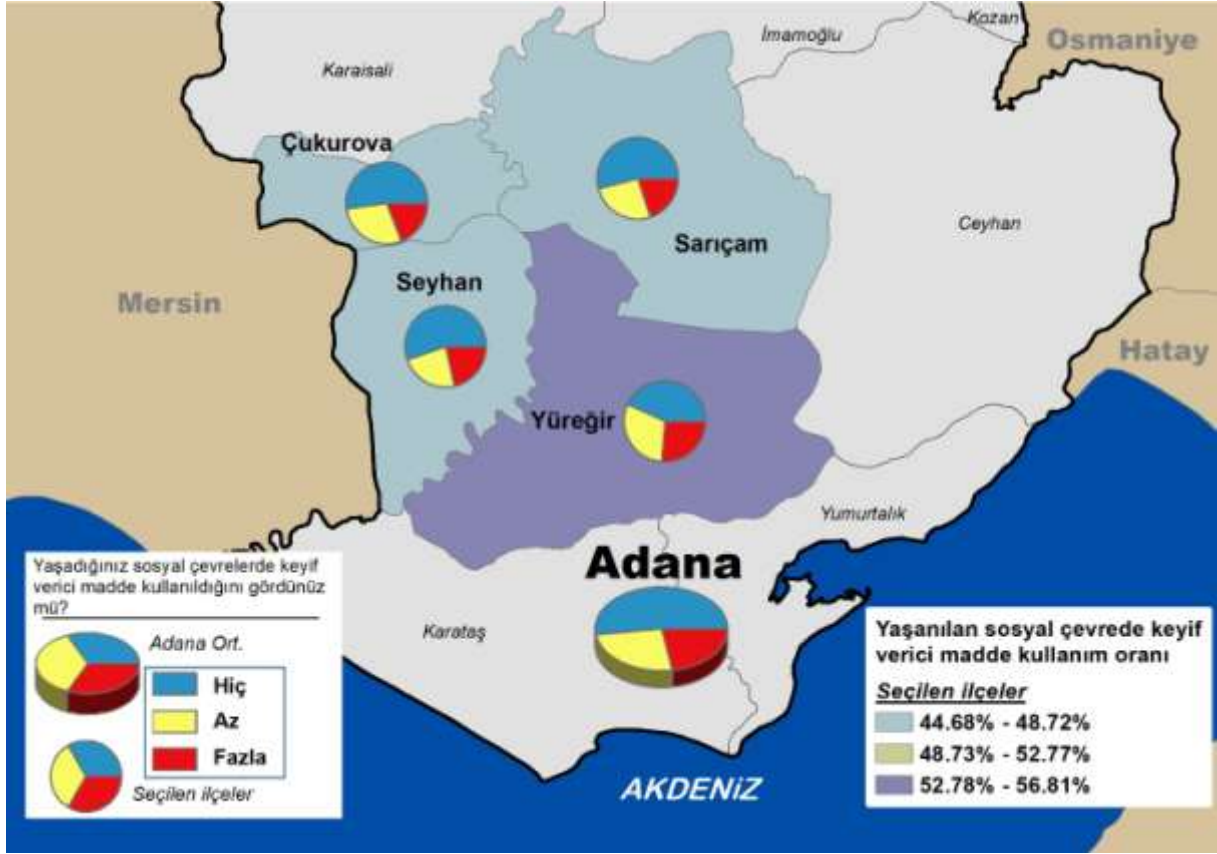 Kozan
İmamoğlu
Osmaniye
Karaisali
Çukurova
Sarıçam
Ceyhan
Seyhan
Mersin
Hatay
Yüreğir
Yumurtalık
Adana
Karataş
AKDENİZ
Yaşadığınız sosyal çevrelerde keyif
verici madde kullanıldığını gördünüz
mü?
Adana Ort.
Hiç
Az
Fazla
Seçilen ilçeler
Yaşanılan sosyal çevrede keyif
verici madde kullanım oranı
Seçilen ilçeler
44.68% - 48.72%
48.73% - 52.77%
52.78% - 56.81%